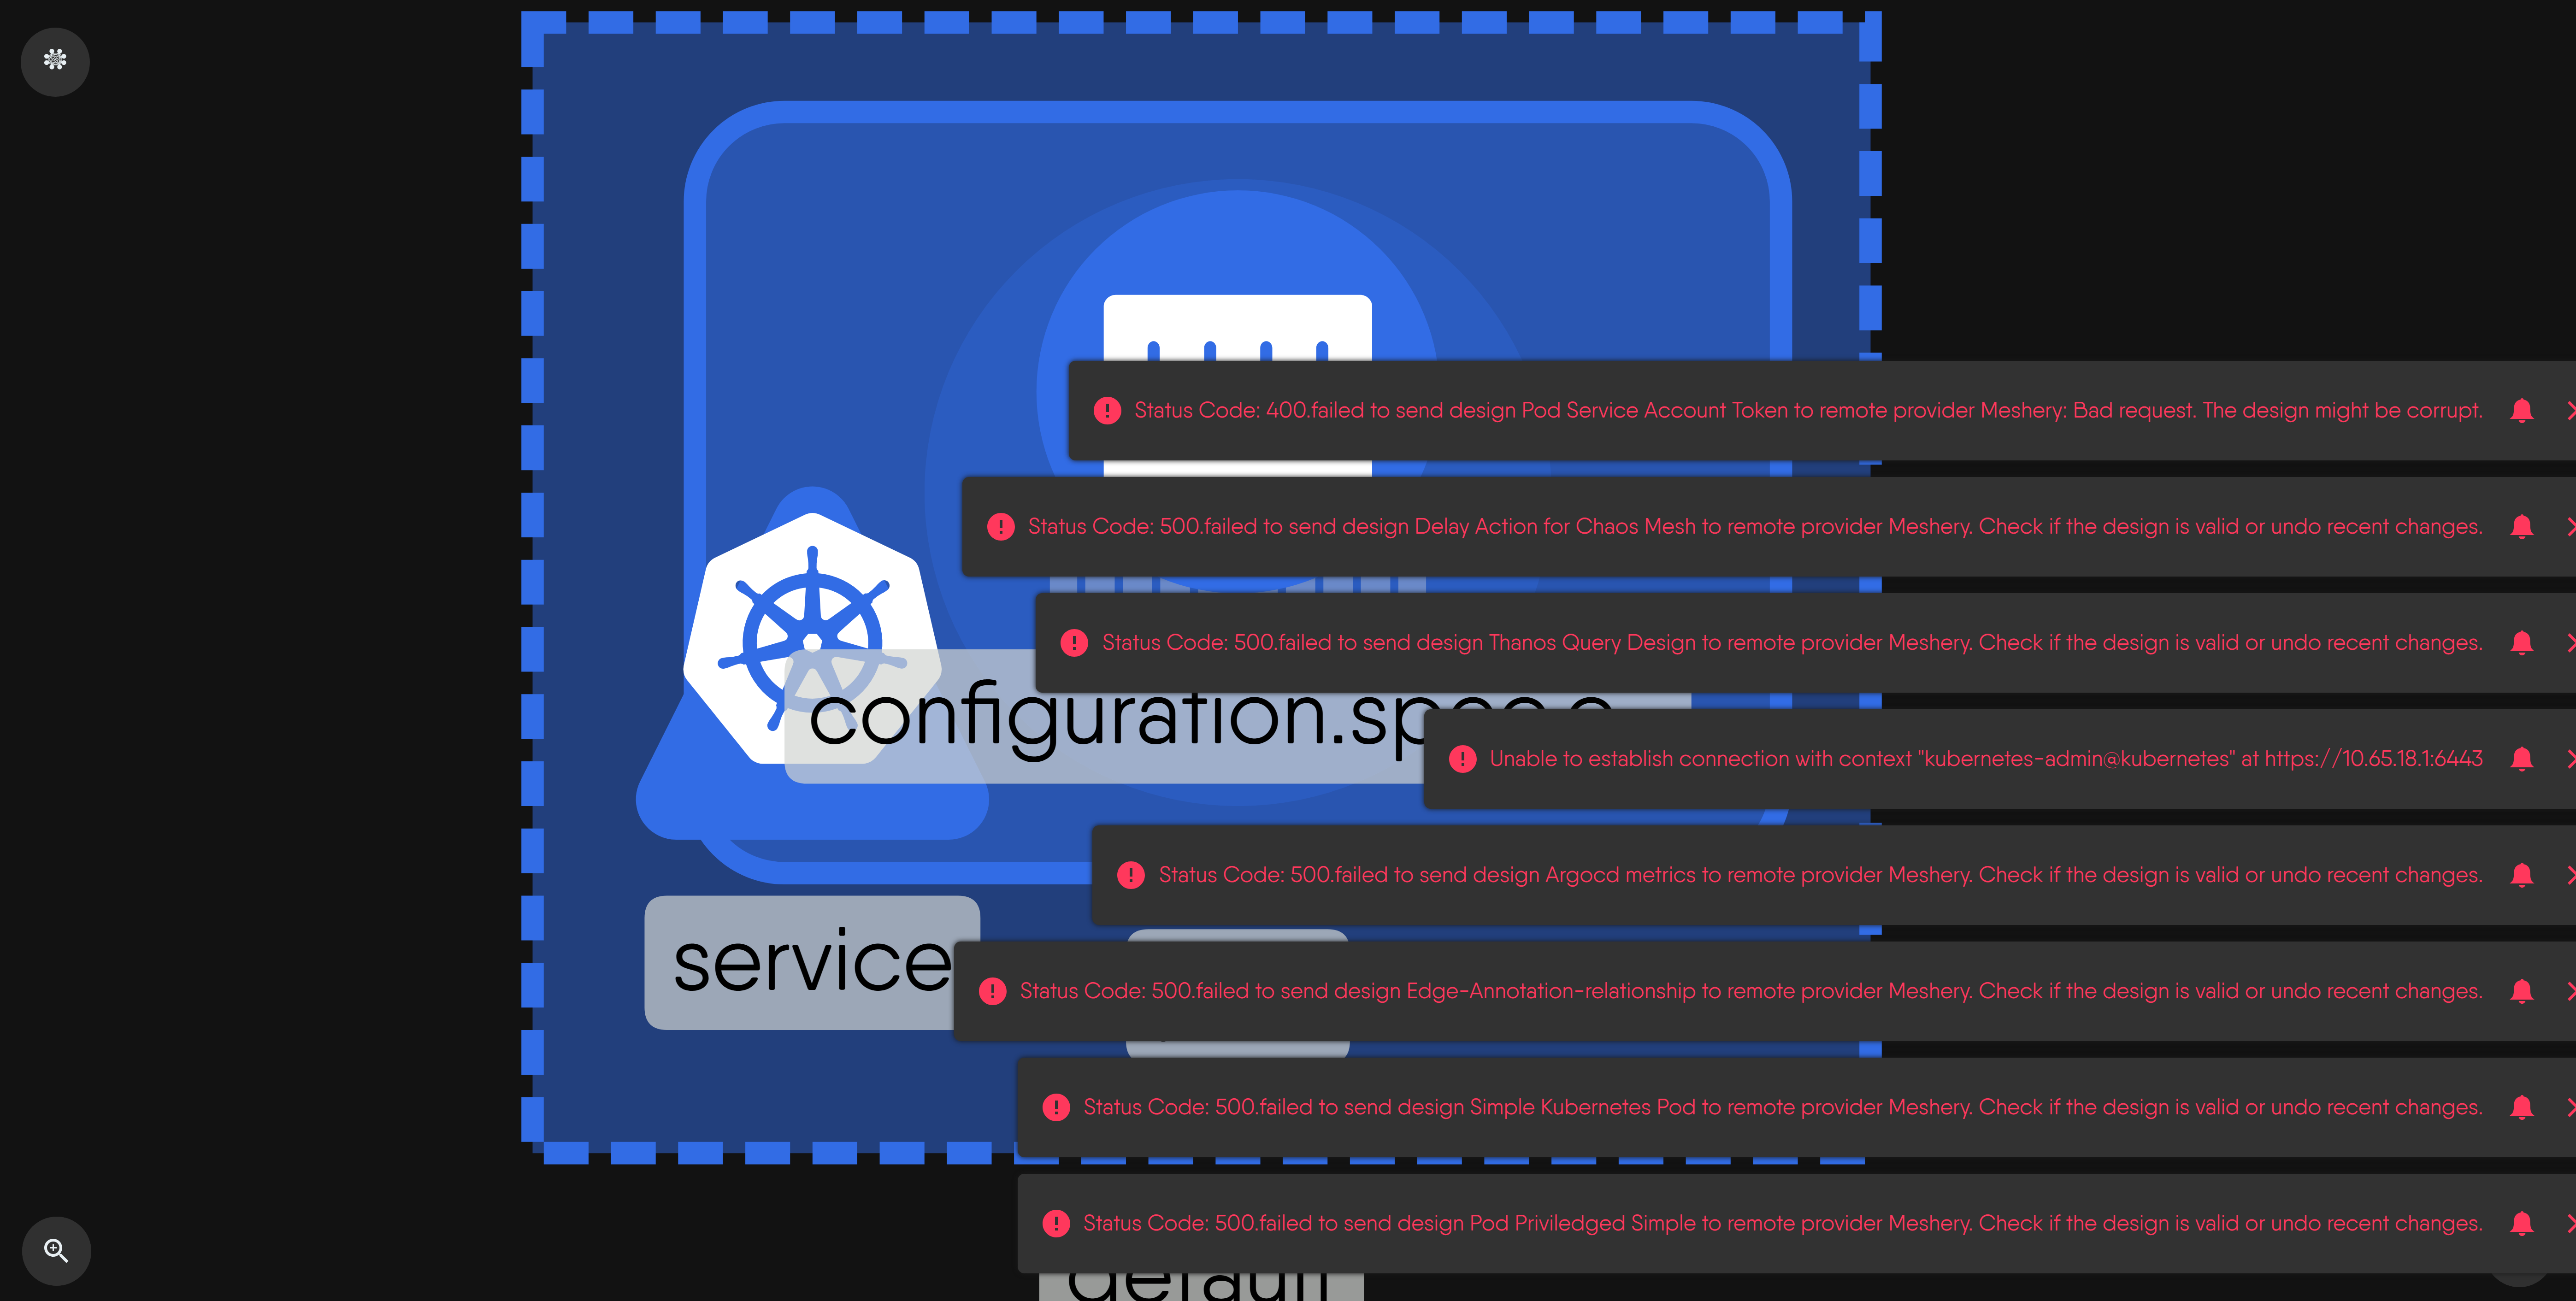 Status Code: 400.failed to send design Pod Service Account Token to remote provider Meshery: Bad request. The design might be corrupt.
Status Code: 500.failed to send design Delay Action for Chaos Mesh to remote provider Meshery. Check if the design is valid or undo recent changes.
Status Code: 500.failed to send design Thanos Query Design to remote provider Meshery. Check if the design is valid or undo recent changes.
configuration.spec.c
Unable to establish connection with context "kubernetes-admin@kubernetes" at https://10.65.18.1:6443
Status Code: 500.failed to send design Argocd metrics to remote provider Meshery. Check if the design is valid or undo recent changes.
service
Status Code: 500.failed to send design Edge-Annotation-relationship to remote provider Meshery. Check if the design is valid or undo recent changes.
Status Code: 500.failed to send design Simple Kubernetes Pod to remote provider Meshery. Check if the design is valid or undo recent changes.
Status Code: 500.failed to send design Pod Priviledged Simple to remote provider Meshery. Check if the design is valid or undo recent changes.
default